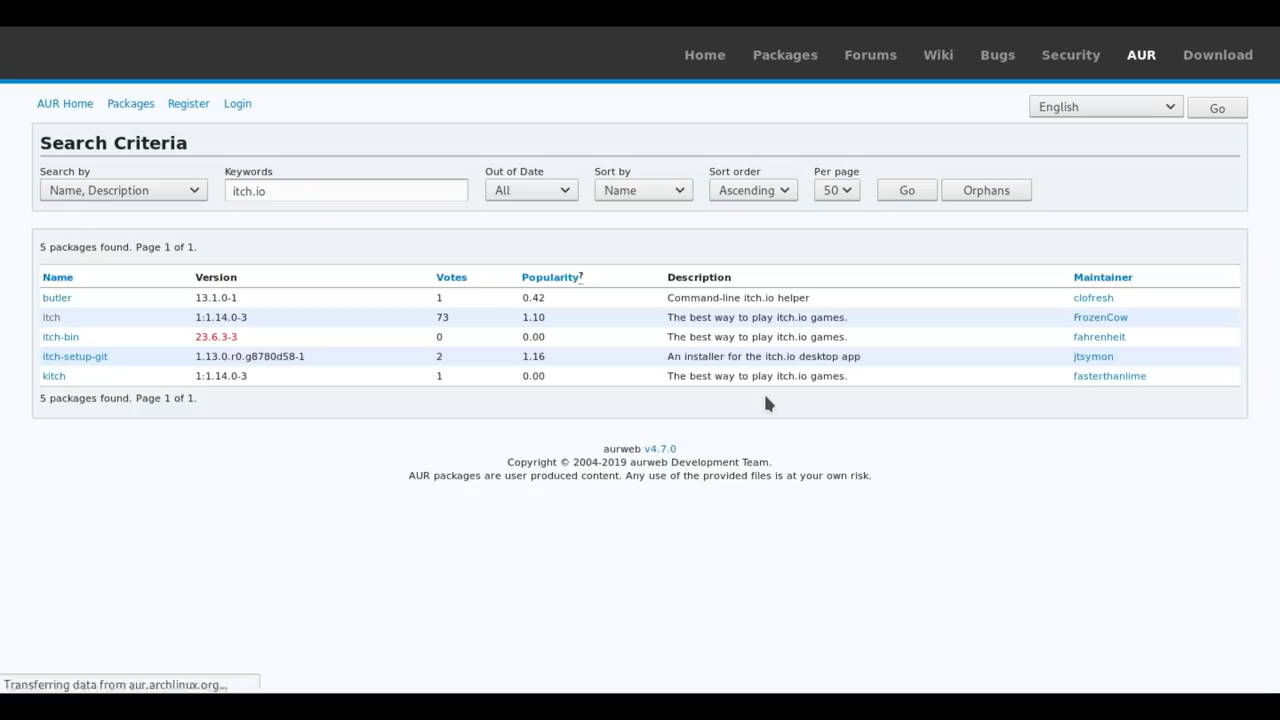 Home Packages Forums Wiki Bugs Security AUR Download
AUR Home Packages Register Login
English Go
Search Criteria
Search by Keywords Out of Date Sort by Sort order Per page
Name, Description itch.io All Name Ascending 50 Go Orphans
5 packages found. Page 1 of 1.
Name Version Votes Popularity? Description Maintainer
butler 13.1.0-1 1 0.42 Command-line itch.io helper clofresh
itch 1:1.14.0-3 73 1.10 The best way to play itch.io games. FrozenCow
itch-bin 23.6.3-3 0 0.00 The best way to play itch.io games. fahrenheit
itch-setup-git 1.13.0.r0.g8780d58-1 2 1.16 An installer for the itch.io desktop app jtsymon
kitch 1:1.14.0-3 1 0.00 The best way to play itch.io games. fasterthanlime
5 packages found. Page 1 of 1.
aurweb v4.7.0
Copyright © 2004-2019 aurweb Development Team.
AUR packages are user produced content. Any use of the provided files is at your own risk.
Transferring data from aur.archlinux.org…